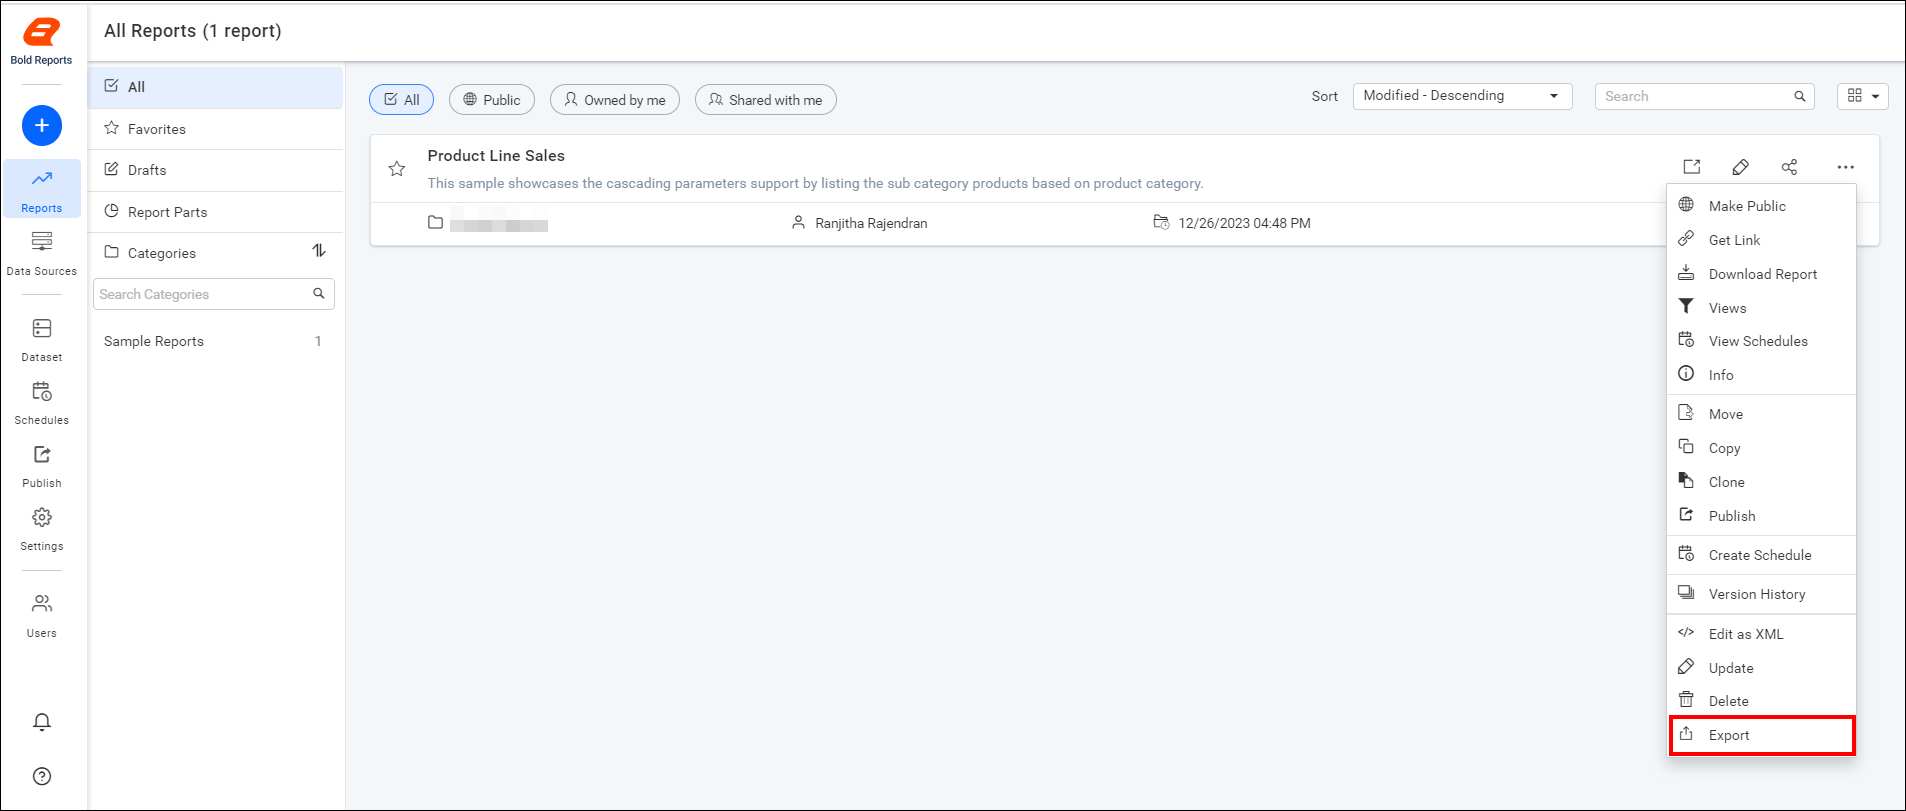 Bold Reports
Reports
Data Sources
Dataset
Schedules
Publish
Settings
Users
All Reports (1 report)
All
Favorites
Drafts
Report Parts
Categories
Search Categories
Sample Reports 1
All Public Owned by me Shared with me
Sort Modified - Descending Search
Product Line Sales
This sample showcases the cascading parameters support by listing the sub category products based on product category.
Ranjitha Rajendran 12/26/2023 04:48 PM
Make Public
Get Link
Download Report
Views
View Schedules
Info
Move
Copy
Clone
Publish
Create Schedule
Version History
Edit as XML
Update
Delete
Export